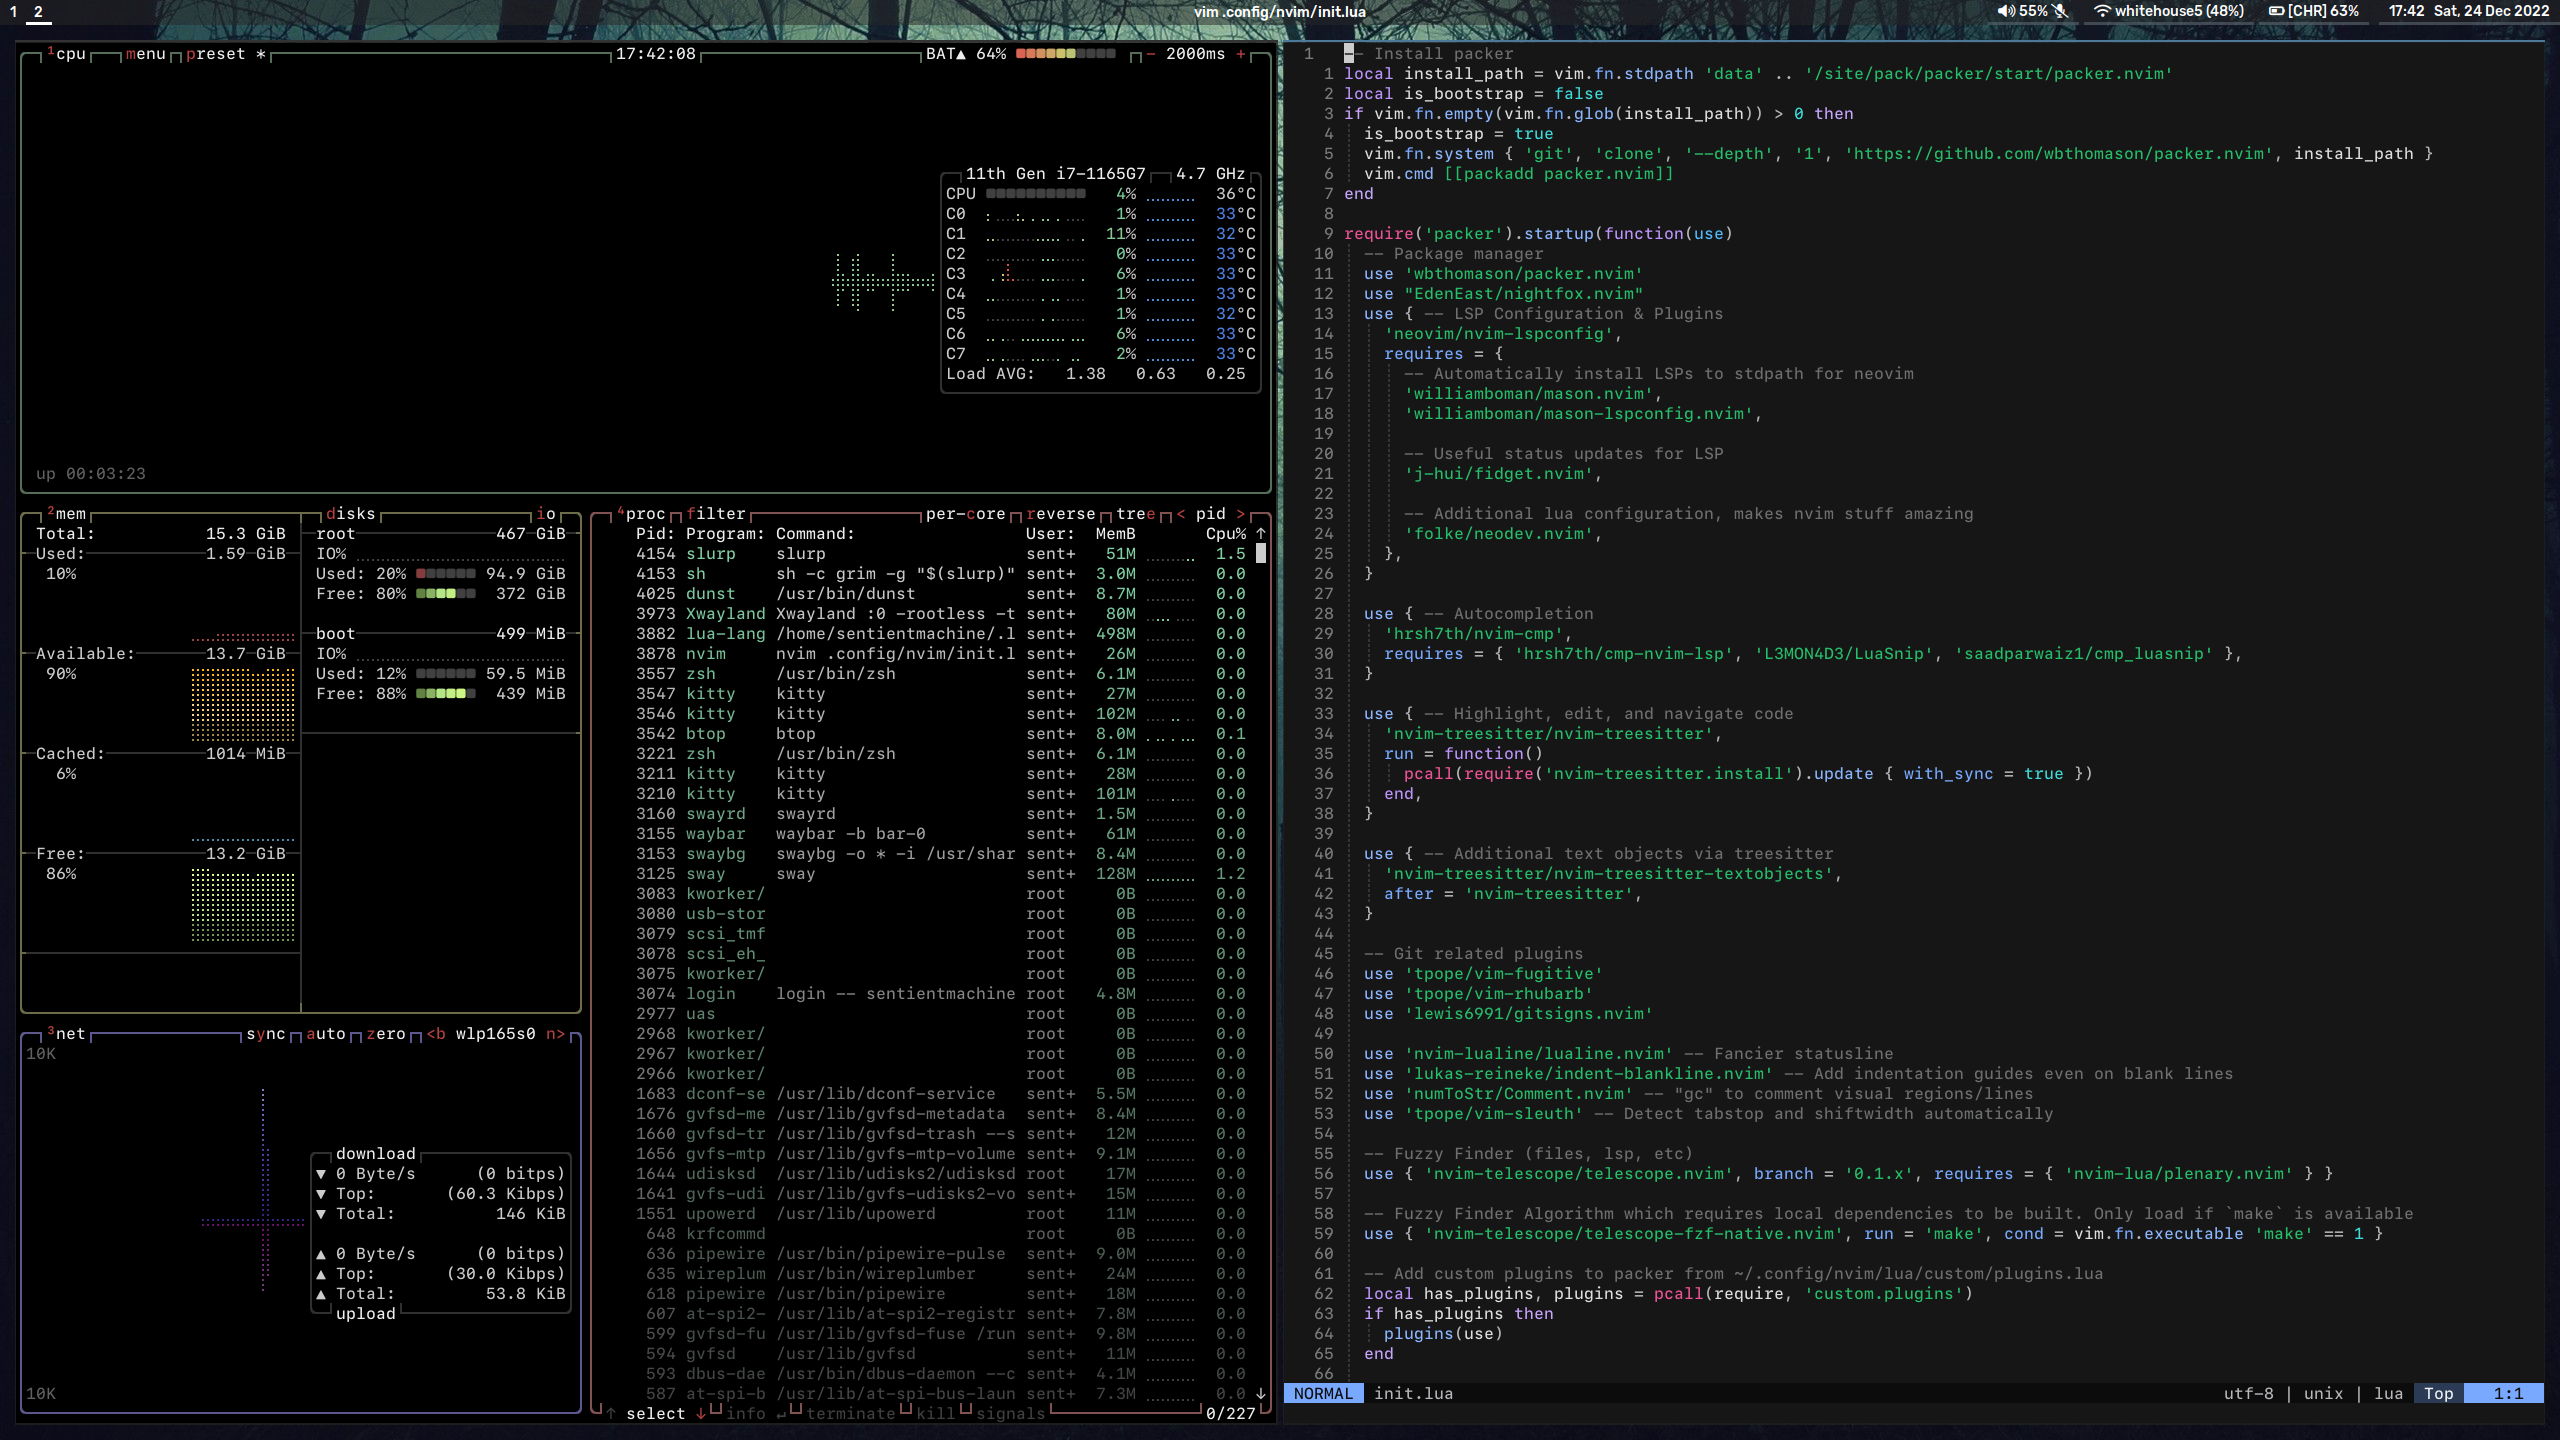 1 2 vim .config/nvim/init.lua 55% whitehouse5 (48%) [CHR] 63% 17:42 Sat, 24 Dec 2022
1cpu menu preset * 17:42:08 BAT▲ 64% - 2000ms +
11th Gen i7-1165G7 4.7 GHz
CPU 4% 36°C
C0 1% 33°C
C1 11% 32°C
C2 0% 33°C
C3 6% 33°C
C4 1% 33°C
C5 1% 32°C
C6 6% 33°C
C7 2% 33°C
Load AVG: 1.38 0.63 0.25
up 00:03:23
2mem disks io
Total: 15.3 GiB
Used: 1.59 GiB
10%
Available: 13.7 GiB
90%
Cached: 1014 MiB
6%
Free: 13.2 GiB
86%
root 467 GiB
IO%
Used: 20% 94.9 GiB
Free: 80% 372 GiB
boot 499 MiB
IO%
Used: 12% 59.5 MiB
Free: 88% 439 MiB
3net sync auto zero <b wlp165s0 n>
10K
download
▼ 0 Byte/s (0 bitps)
▼ Top: (60.3 Kibps)
▼ Total: 146 KiB
▲ 0 Byte/s (0 bitps)
▲ Top: (30.0 Kibps)
▲ Total: 53.8 KiB
upload
10K
4proc filter per-core reverse tree < pid >
Pid: Program: Command: User: MemB Cpu% ↑
4154 slurp slurp sent+ 51M 1.5
4153 sh sh -c grim -g "$(slurp)" sent+ 3.0M 0.0
4025 dunst /usr/bin/dunst sent+ 8.7M 0.0
3973 Xwayland Xwayland :0 -rootless -t sent+ 80M 0.0
3882 lua-lang /home/sentientmachine/.l sent+ 498M 0.0
3878 nvim nvim .config/nvim/init.l sent+ 26M 0.0
3557 zsh /usr/bin/zsh sent+ 6.1M 0.0
3547 kitty kitty sent+ 27M 0.0
3546 kitty kitty sent+ 102M 0.0
3542 btop btop sent+ 8.0M 0.1
3221 zsh /usr/bin/zsh sent+ 6.1M 0.0
3211 kitty kitty sent+ 28M 0.0
3210 kitty kitty sent+ 101M 0.0
3160 swayrd swayrd sent+ 1.5M 0.0
3155 waybar waybar -b bar-0 sent+ 61M 0.0
3153 swaybg swaybg -o * -i /usr/shar sent+ 8.4M 0.0
3125 sway sway sent+ 128M 1.2
3083 kworker/ root 0B 0.0
3080 usb-stor root 0B 0.0
3079 scsi_tmf root 0B 0.0
3078 scsi_eh_ root 0B 0.0
3075 kworker/ root 0B 0.0
3074 login login -- sentientmachine root 4.8M 0.0
2977 uas root 0B 0.0
2968 kworker/ root 0B 0.0
2967 kworker/ root 0B 0.0
2966 kworker/ root 0B 0.0
1683 dconf-se /usr/lib/dconf-service sent+ 5.5M 0.0
1676 gvfsd-me /usr/lib/gvfsd-metadata sent+ 8.4M 0.0
1660 gvfsd-tr /usr/lib/gvfsd-trash --s sent+ 12M 0.0
1656 gvfs-mtp /usr/lib/gvfs-mtp-volume sent+ 9.1M 0.0
1644 udisksd /usr/lib/udisks2/udisksd root 17M 0.0
1641 gvfs-udi /usr/lib/gvfs-udisks2-vo sent+ 15M 0.0
1551 upowerd /usr/lib/upowerd root 11M 0.0
648 krfcommd root 0B 0.0
636 pipewire /usr/bin/pipewire-pulse sent+ 9.0M 0.0
635 wireplum /usr/bin/wireplumber sent+ 24M 0.0
618 pipewire /usr/bin/pipewire sent+ 18M 0.0
607 at-spi2- /usr/lib/at-spi2-registr sent+ 7.8M 0.0
599 gvfsd-fu /usr/lib/gvfsd-fuse /run sent+ 9.8M 0.0
594 gvfsd /usr/lib/gvfsd sent+ 11M 0.0
593 dbus-dae /usr/bin/dbus-daemon --c sent+ 4.1M 0.0
587 at-spi-b /usr/lib/at-spi-bus-laun sent+ 7.3M 0.0 ↓
↑ select ↓ info ↵ terminate kill signals 0/227
1 -- Install packer
1 local install_path = vim.fn.stdpath 'data' .. '/site/pack/packer/start/packer.nvim'
2 local is_bootstrap = false
3 if vim.fn.empty(vim.fn.glob(install_path)) > 0 then
4 is_bootstrap = true
5 vim.fn.system { 'git', 'clone', '--depth', '1', 'https://github.com/wbthomason/packer.nvim', install_path }
6 vim.cmd [[packadd packer.nvim]]
7 end
8
9 require('packer').startup(function(use)
10 -- Package manager
11 use 'wbthomason/packer.nvim'
12 use "EdenEast/nightfox.nvim"
13 use { -- LSP Configuration & Plugins
14 'neovim/nvim-lspconfig',
15 requires = {
16 -- Automatically install LSPs to stdpath for neovim
17 'williamboman/mason.nvim',
18 'williamboman/mason-lspconfig.nvim',
19
20 -- Useful status updates for LSP
21 'j-hui/fidget.nvim',
22
23 -- Additional lua configuration, makes nvim stuff amazing
24 'folke/neodev.nvim',
25 },
26 }
27
28 use { -- Autocompletion
29 'hrsh7th/nvim-cmp',
30 requires = { 'hrsh7th/cmp-nvim-lsp', 'L3MON4D3/LuaSnip', 'saadparwaiz1/cmp_luasnip' },
31 }
32
33 use { -- Highlight, edit, and navigate code
34 'nvim-treesitter/nvim-treesitter',
35 run = function()
36 pcall(require('nvim-treesitter.install').update { with_sync = true })
37 end,
38 }
39
40 use { -- Additional text objects via treesitter
41 'nvim-treesitter/nvim-treesitter-textobjects',
42 after = 'nvim-treesitter',
43 }
44
45 -- Git related plugins
46 use 'tpope/vim-fugitive'
47 use 'tpope/vim-rhubarb'
48 use 'lewis6991/gitsigns.nvim'
49
50 use 'nvim-lualine/lualine.nvim' -- Fancier statusline
51 use 'lukas-reineke/indent-blankline.nvim' -- Add indentation guides even on blank lines
52 use 'numToStr/Comment.nvim' -- "gc" to comment visual regions/lines
53 use 'tpope/vim-sleuth' -- Detect tabstop and shiftwidth automatically
54
55 -- Fuzzy Finder (files, lsp, etc)
56 use { 'nvim-telescope/telescope.nvim', branch = '0.1.x', requires = { 'nvim-lua/plenary.nvim' } }
57
58 -- Fuzzy Finder Algorithm which requires local dependencies to be built. Only load if `make` is available
59 use { 'nvim-telescope/telescope-fzf-native.nvim', run = 'make', cond = vim.fn.executable 'make' == 1 }
60
61 -- Add custom plugins to packer from ~/.config/nvim/lua/custom/plugins.lua
62 local has_plugins, plugins = pcall(require, 'custom.plugins')
63 if has_plugins then
64 plugins(use)
65 end
66
NORMAL init.lua utf-8 | unix | lua Top 1:1